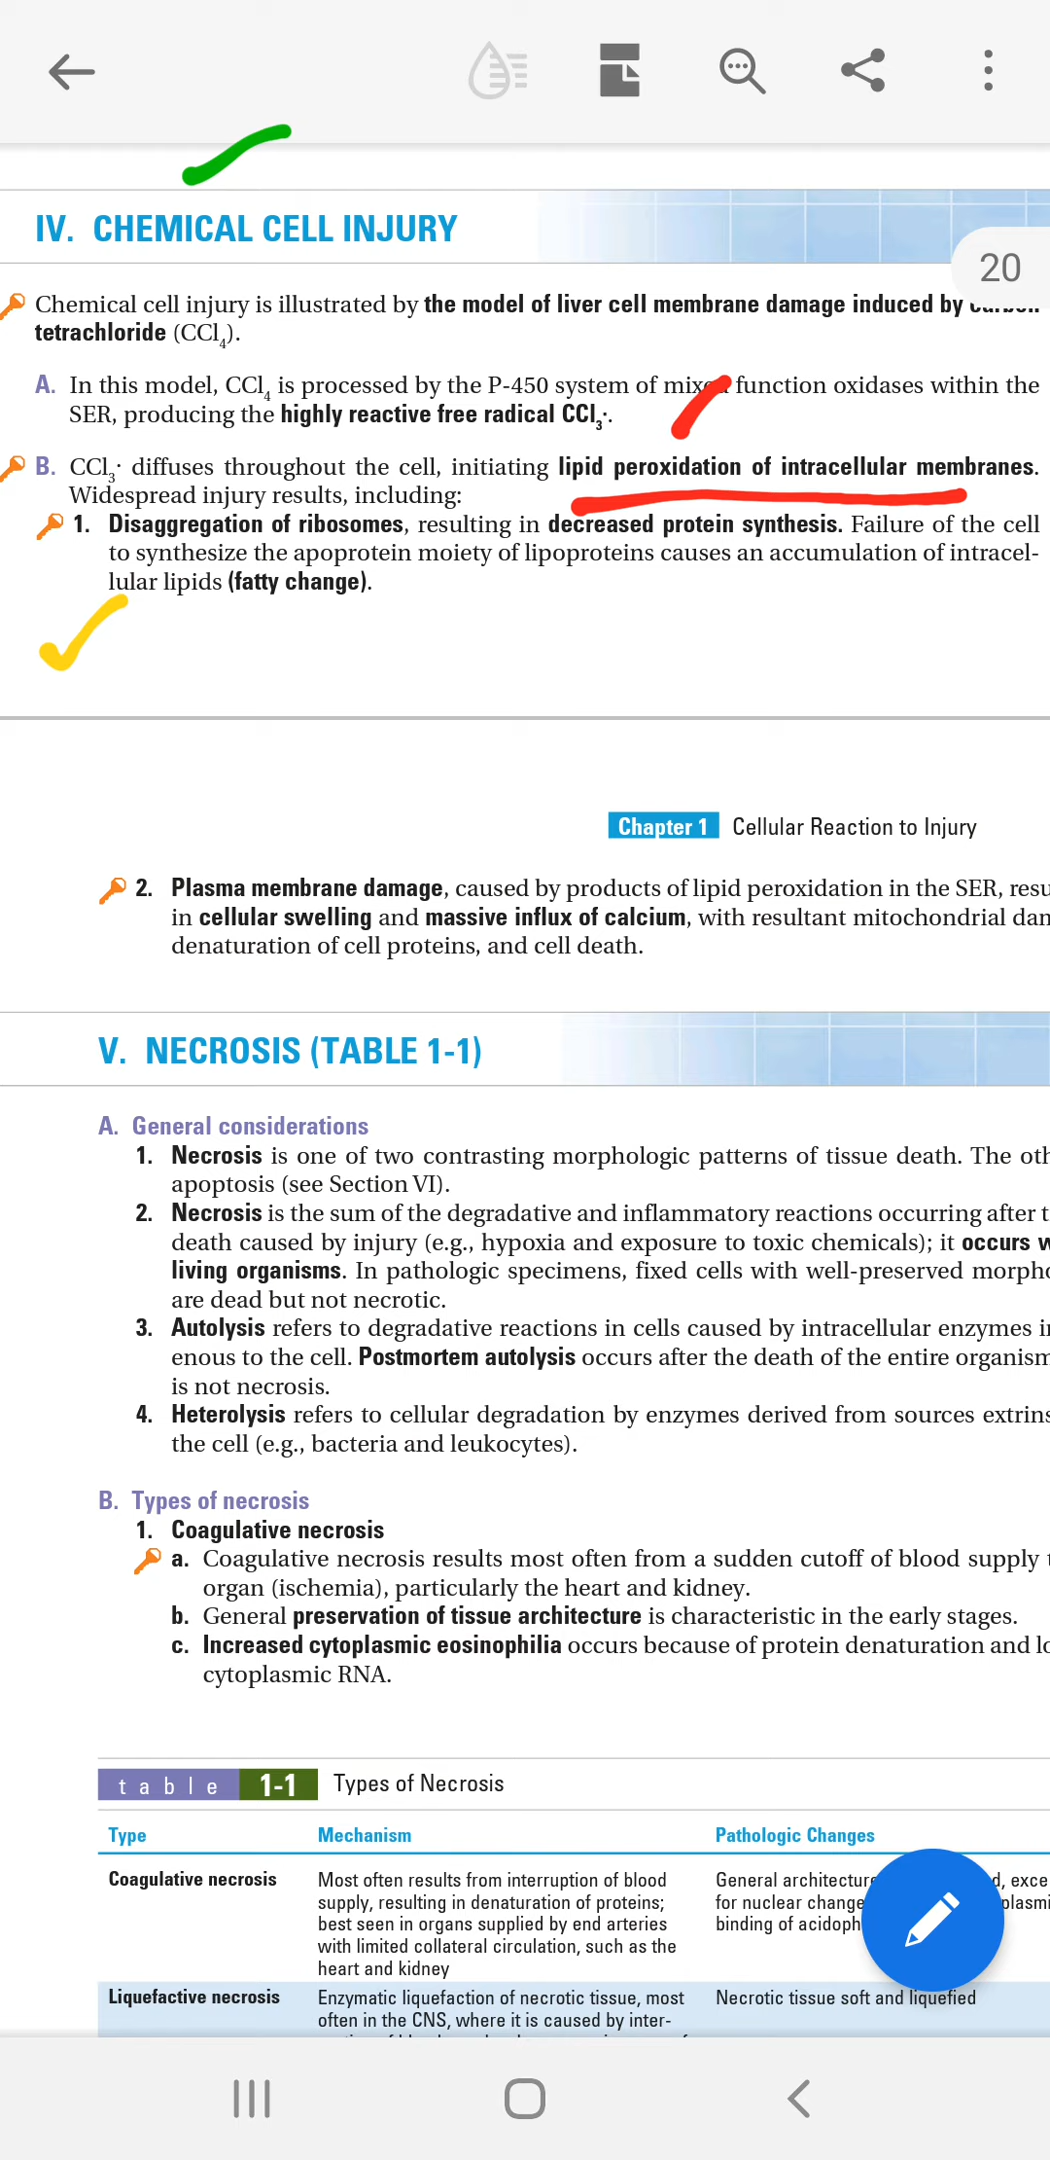 IV. CHEMICAL CELL INJURY
20
Chemical cell injury is illustrated by the model of liver cell membrane damage induced by carbon
tetrachloride (CCl4).
A. In this model, CCl4 is processed by the P-450 system of mixed function oxidases within the
SER, producing the highly reactive free radical CCl3·.
B. CCl3· diffuses throughout the cell, initiating lipid peroxidation of intracellular membranes.
Widespread injury results, including:
1. Disaggregation of ribosomes, resulting in decreased protein synthesis. Failure of the cell
to synthesize the apoprotein moiety of lipoproteins causes an accumulation of intracel-
lular lipids (fatty change).
Chapter 1 Cellular Reaction to Injury
2. Plasma membrane damage, caused by products of lipid peroxidation in the SER, resu
in cellular swelling and massive influx of calcium, with resultant mitochondrial dam
denaturation of cell proteins, and cell death.
V. NECROSIS (TABLE 1-1)
A. General considerations
1. Necrosis is one of two contrasting morphologic patterns of tissue death. The oth
apoptosis (see Section VI).
2. Necrosis is the sum of the degradative and inflammatory reactions occurring after t
death caused by injury (e.g., hypoxia and exposure to toxic chemicals); it occurs w
living organisms. In pathologic specimens, fixed cells with well-preserved morpho
are dead but not necrotic.
3. Autolysis refers to degradative reactions in cells caused by intracellular enzymes in
enous to the cell. Postmortem autolysis occurs after the death of the entire organism
is not necrosis.
4. Heterolysis refers to cellular degradation by enzymes derived from sources extrins
the cell (e.g., bacteria and leukocytes).
B. Types of necrosis
1. Coagulative necrosis
a. Coagulative necrosis results most often from a sudden cutoff of blood supply t
organ (ischemia), particularly the heart and kidney.
b. General preservation of tissue architecture is characteristic in the early stages.
c. Increased cytoplasmic eosinophilia occurs because of protein denaturation and lo
cytoplasmic RNA.
table 1-1 Types of Necrosis
Type Mechanism Pathologic Changes
Coagulative necrosis Most often results from interruption of blood General architecture d, exce
supply, resulting in denaturation of proteins; for nuclear change plasmi
best seen in organs supplied by end arteries binding of acidoph
with limited collateral circulation, such as the
heart and kidney
Liquefactive necrosis Enzymatic liquefaction of necrotic tissue, most Necrotic tissue soft and liquefied
often in the CNS, where it is caused by inter-